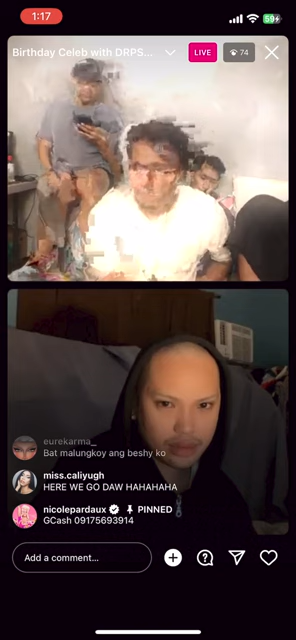 1:17
59
Birthday Celeb with DRPS...
LIVE
74
eurekarma_
Bat malungkoy ang beshy ko
miss.caliyugh
HERE WE GO DAW HAHAHAHA
nicolepardaux PINNED
GCash 09175693914
Add a comment...